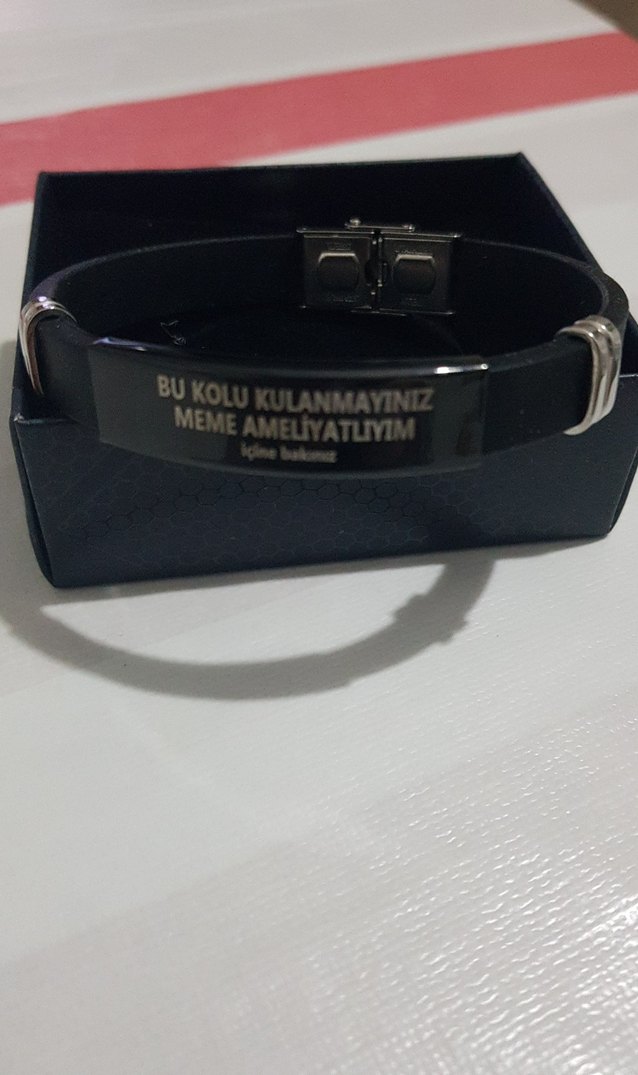 BU KOLU KULANMAYINIZ
MEME AMELİYATLIYIM
içine bakınız